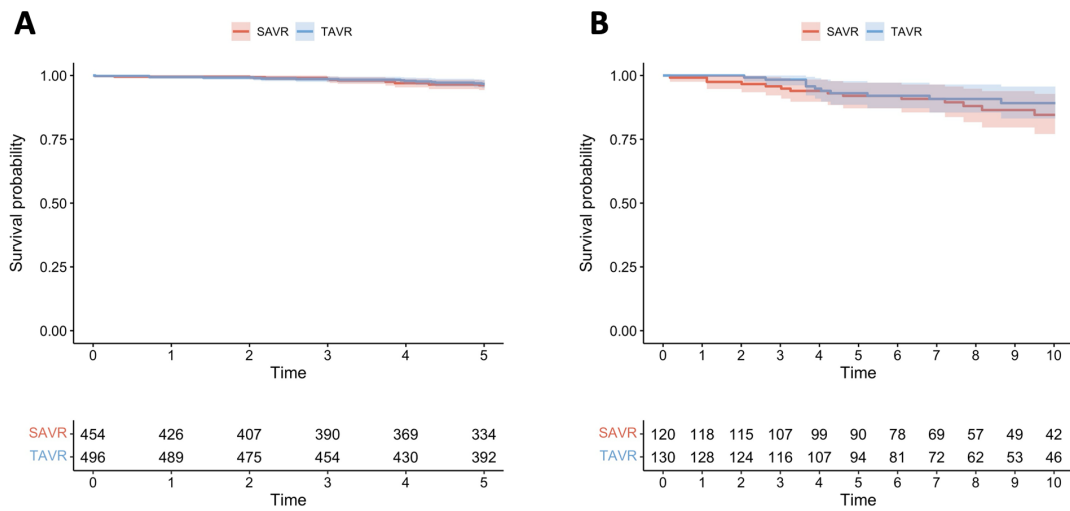 A
SAVR TAVR
1.00
0.75
0.50
0.25
0.00
Survival probability
0 1 2 3 4 5
Time
SAVR 454 426 407 390 369 334
TAVR 496 489 475 454 430 392
0 1 2 3 4 5
Time
B
SAVR TAVR
1.00
0.75
0.50
0.25
0.00
Survival probability
0 1 2 3 4 5 6 7 8 9 10
Time
SAVR 120 118 115 107 99 90 78 69 57 49 42
TAVR 130 128 124 116 107 94 81 72 62 53 46
0 1 2 3 4 5 6 7 8 9 10
Time